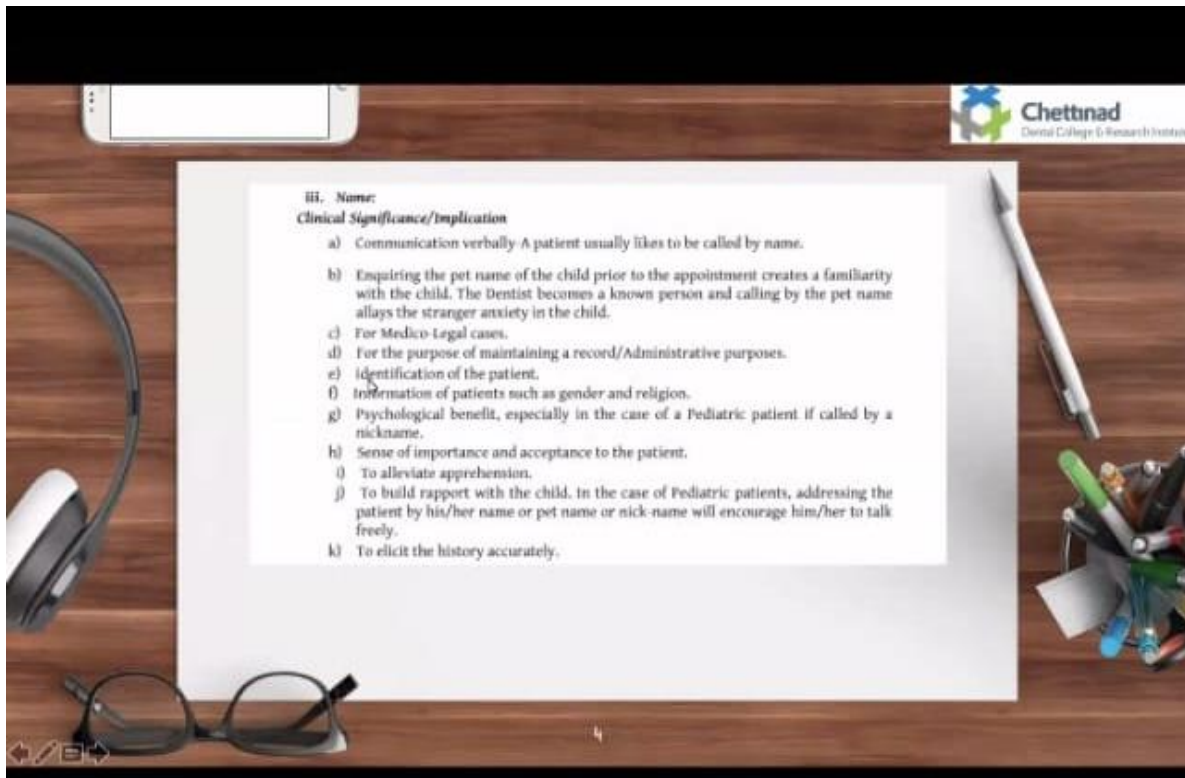 Chettinad
Dental College & Research Institute
iii. Name:
Clinical Significance/Implication
a) Communication verbally-A patient usually likes to be called by name.
b) Enquiring the pet name of the child prior to the appointment creates a familiarity
with the child. The Dentist becomes a known person and calling by the pet name
allays the stranger anxiety in the child.
c) For Medico-Legal cases.
d) For the purpose of maintaining a record/Administrative purposes.
e) Identification of the patient.
f) Information of patients such as gender and religion.
g) Psychological benefit, especially in the case of a Pediatric patient if called by a
nickname.
h) Sense of importance and acceptance to the patient.
i) To alleviate apprehension.
j) To build rapport with the child. In the case of Pediatric patients, addressing the
patient by his/her name or pet name or nick-name will encourage him/her to talk
freely.
k) To elicit the history accurately.
4